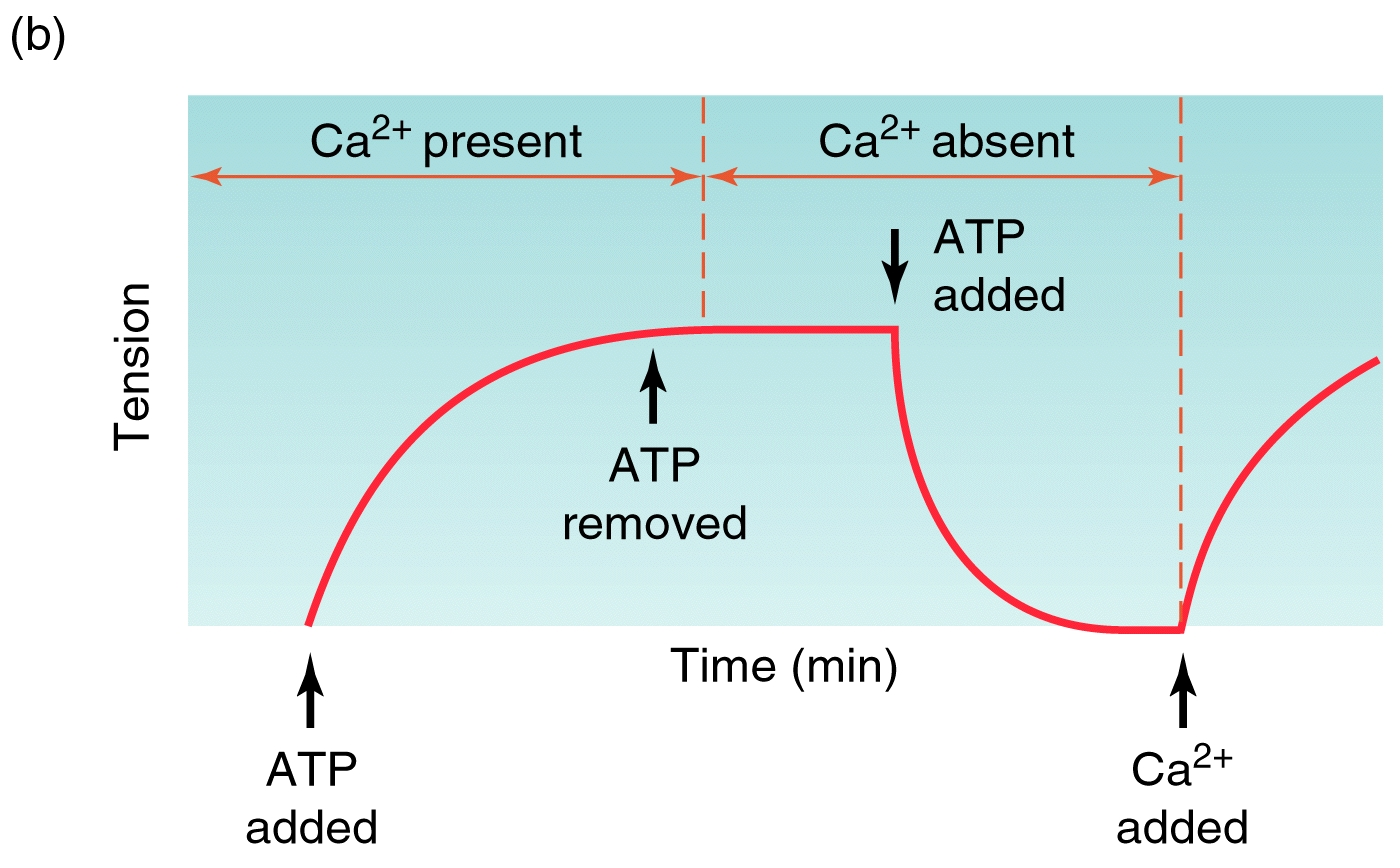 (b)
Ca²⁺ present
Ca²⁺ absent
ATP
added
Tension
ATP
removed
Time (min)
ATP
added
Ca²⁺
added